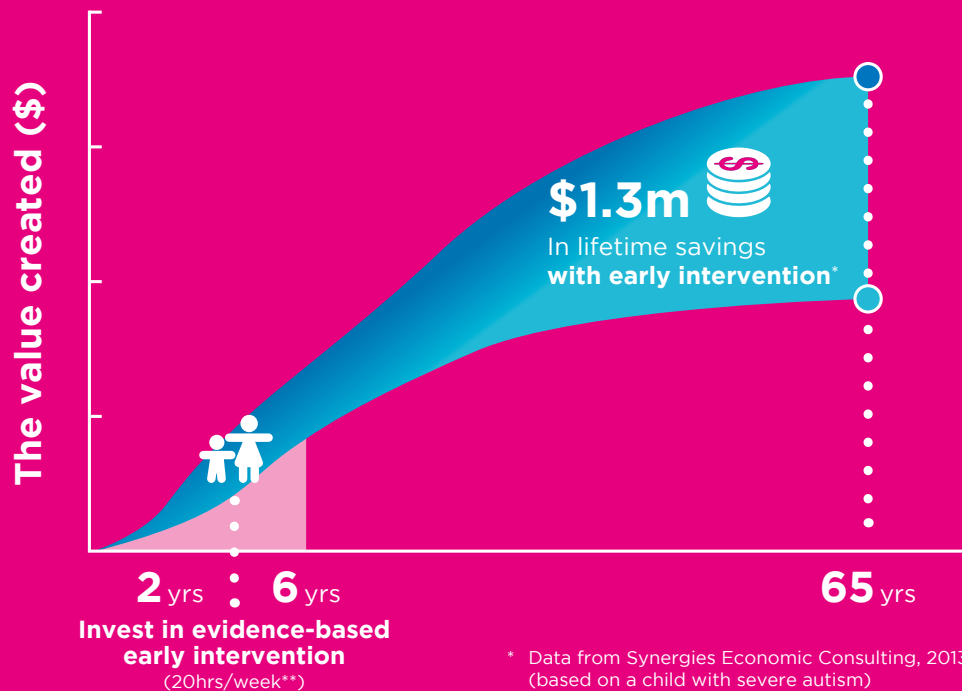 The value created ($)
$1.3m
In lifetime savings
with early intervention*
2 yrs
6 yrs
65 yrs
Invest in evidence-based
early intervention
(20hrs/week**)
* Data from Synergies Economic Consulting, 2013
(based on a child with severe autism)